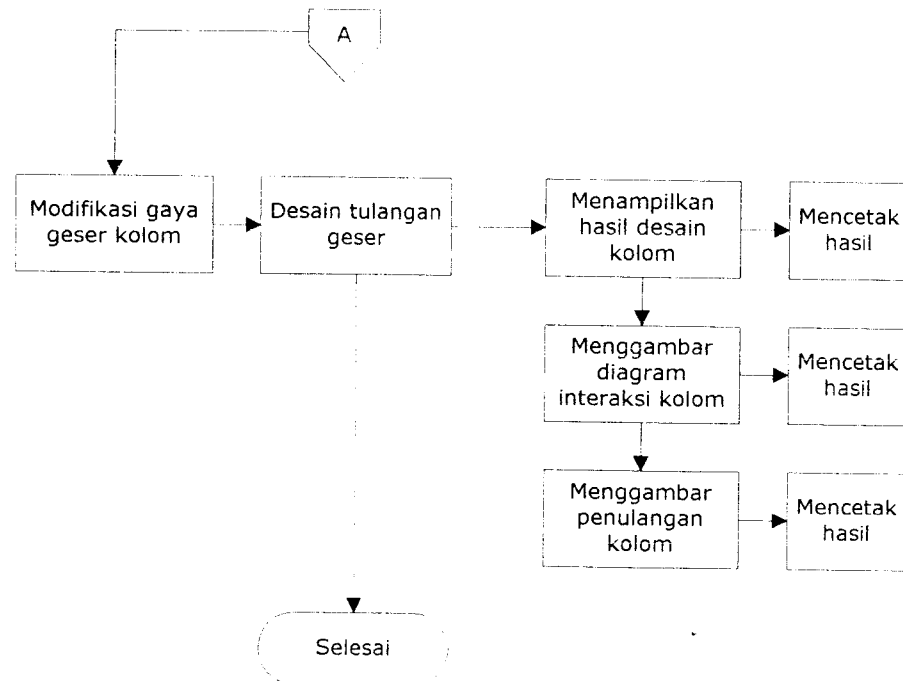 A
Modifikasi gaya
geser kolom
Desain tulangan
geser
Menampilkan
hasil desain
kolom
Mencetak
hasil
Menggambar
diagram
interaksi kolom
Mencetak
hasil
Menggambar
penulangan
kolom
Mencetak
hasil
Selesai